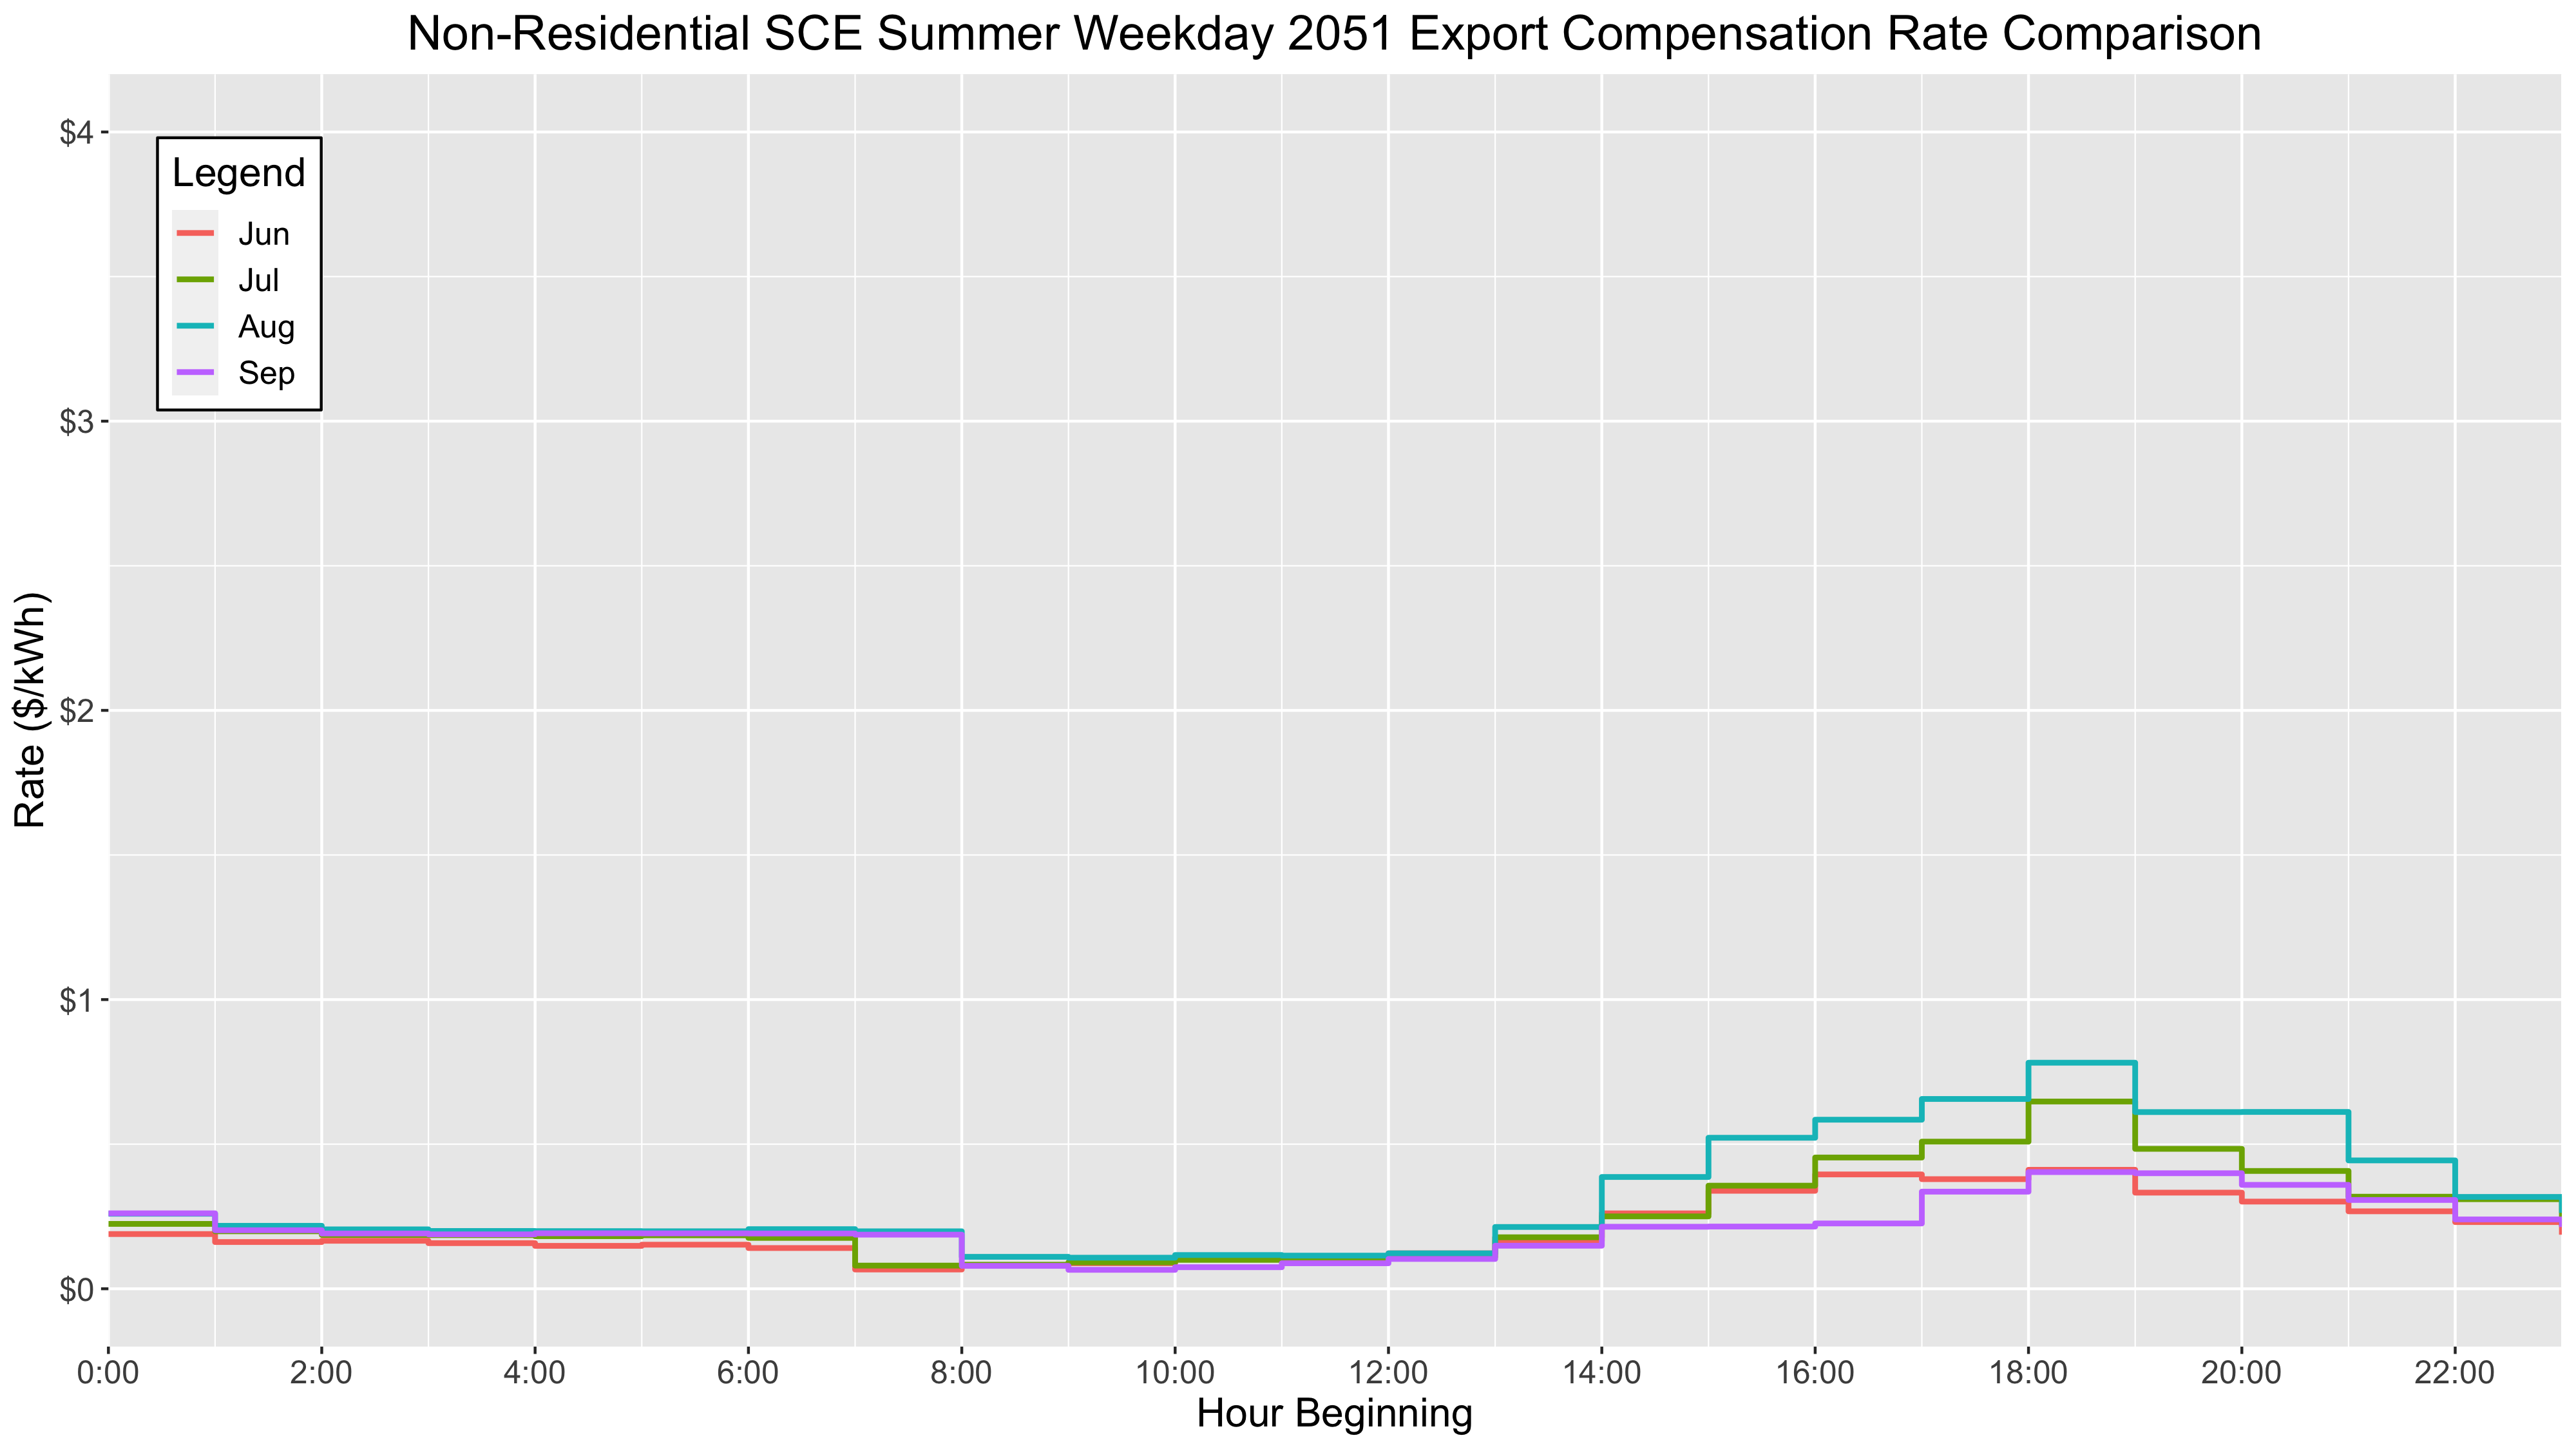 Non-Residential SCE Summer Weekday 2051 Export Compensation Rate Comparison
Legend
Jun
Jul
Aug
Sep
Rate ($/kWh)
$4
$3
$2
$1
$0
0:00 2:00 4:00 6:00 8:00 10:00 12:00 14:00 16:00 18:00 20:00 22:00
Hour Beginning